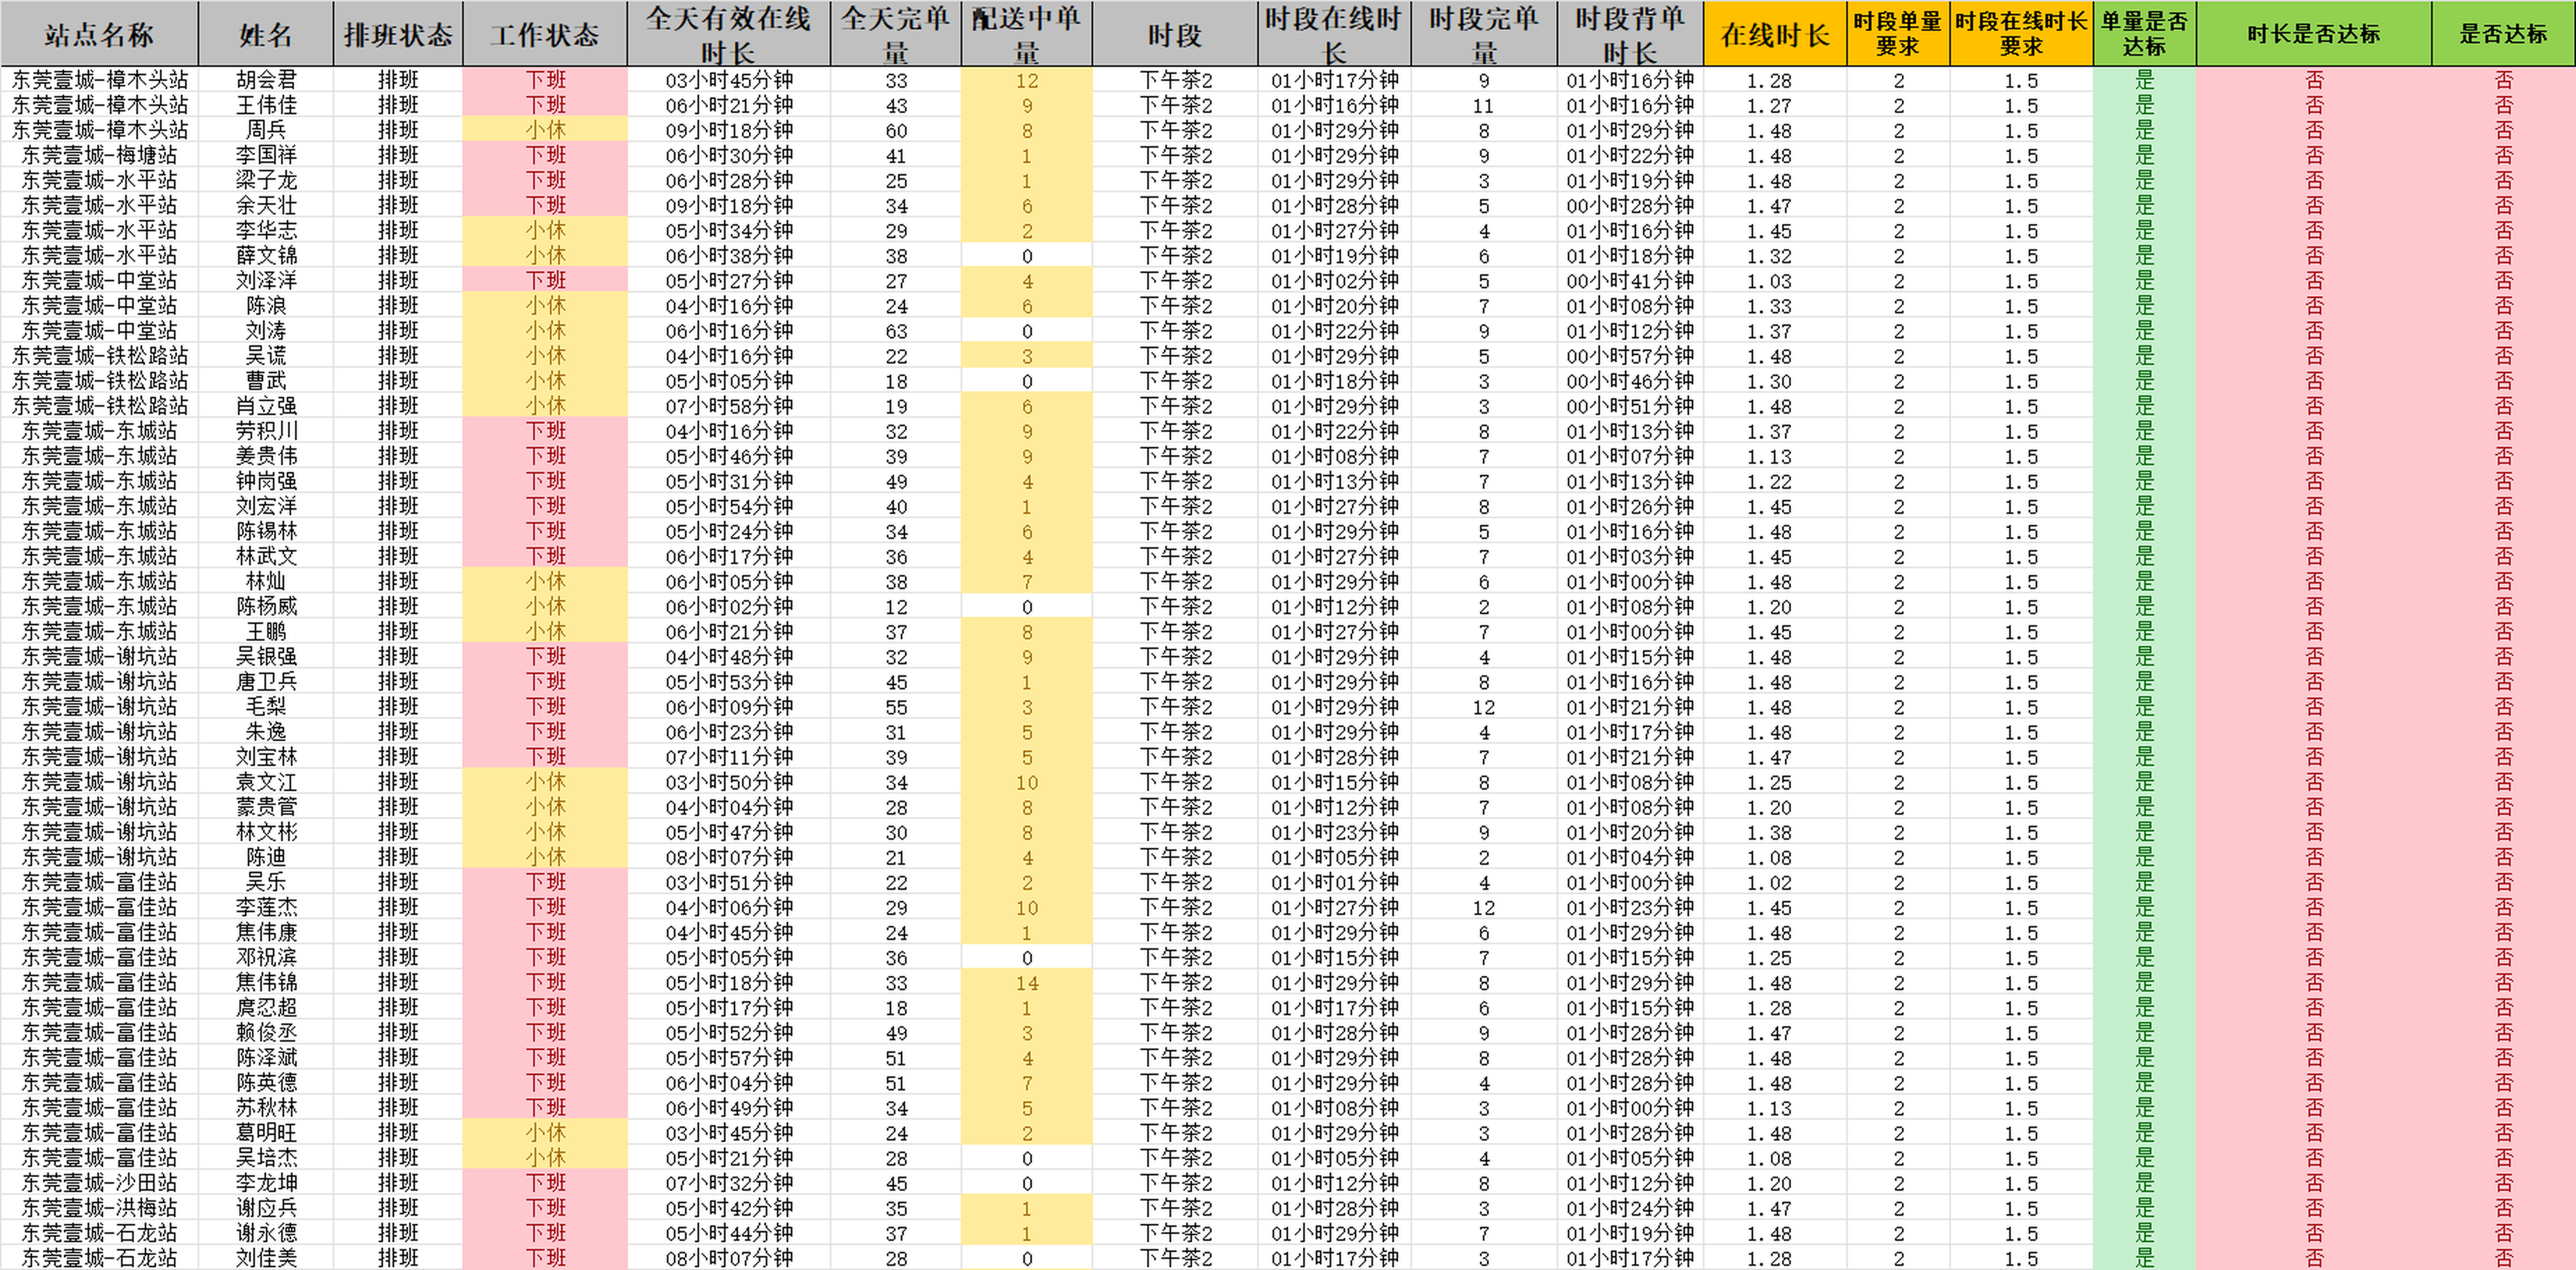 站点名称 姓名 排班状态 工作状态 全天有效在线时长 全天完单量 配送中单量 时段 时段在线时长 时段完单量 时段背单时长 在线时长 时段单量要求 时段在线时长要求 单量是否达标 时长是否达标 是否达标
东莞壹城-樟木头站 胡会君 排班 下班 03小时45分钟 33 12 下午茶2 01小时17分钟 9 01小时16分钟 1.28 2 1.5 是 否 否
东莞壹城-樟木头站 王伟佳 排班 下班 06小时21分钟 43 9 下午茶2 01小时16分钟 11 01小时16分钟 1.27 2 1.5 是 否 否
东莞壹城-樟木头站 周兵 排班 小休 09小时18分钟 60 8 下午茶2 01小时29分钟 8 01小时29分钟 1.48 2 1.5 是 否 否
东莞壹城-梅塘站 李国祥 排班 下班 06小时30分钟 41 1 下午茶2 01小时29分钟 9 01小时22分钟 1.48 2 1.5 是 否 否
东莞壹城-水平站 梁子龙 排班 下班 06小时28分钟 25 1 下午茶2 01小时29分钟 3 01小时19分钟 1.48 2 1.5 是 否 否
东莞壹城-水平站 余天壮 排班 下班 09小时18分钟 34 6 下午茶2 01小时28分钟 5 00小时28分钟 1.47 2 1.5 是 否 否
东莞壹城-水平站 李华志 排班 小休 05小时34分钟 29 2 下午茶2 01小时27分钟 4 01小时16分钟 1.45 2 1.5 是 否 否
东莞壹城-水平站 薛文锦 排班 小休 06小时38分钟 38 0 下午茶2 01小时19分钟 6 01小时18分钟 1.32 2 1.5 是 否 否
东莞壹城-中堂站 刘泽洋 排班 下班 05小时27分钟 27 4 下午茶2 01小时02分钟 5 00小时41分钟 1.03 2 1.5 是 否 否
东莞壹城-中堂站 陈浪 排班 小休 04小时16分钟 24 6 下午茶2 01小时20分钟 7 01小时08分钟 1.33 2 1.5 是 否 否
东莞壹城-中堂站 刘涛 排班 小休 06小时16分钟 63 0 下午茶2 01小时22分钟 9 01小时12分钟 1.37 2 1.5 是 否 否
东莞壹城-铁松路站 吴谎 排班 小休 04小时16分钟 22 3 下午茶2 01小时29分钟 5 00小时57分钟 1.48 2 1.5 是 否 否
东莞壹城-铁松路站 曹武 排班 小休 05小时05分钟 18 0 下午茶2 01小时18分钟 3 00小时46分钟 1.30 2 1.5 是 否 否
东莞壹城-铁松路站 肖立强 排班 小休 07小时58分钟 19 6 下午茶2 01小时29分钟 3 00小时51分钟 1.48 2 1.5 是 否 否
东莞壹城-东城站 劳积川 排班 下班 04小时16分钟 32 9 下午茶2 01小时22分钟 8 01小时13分钟 1.37 2 1.5 是 否 否
东莞壹城-东城站 姜贵伟 排班 下班 05小时46分钟 39 9 下午茶2 01小时08分钟 7 01小时07分钟 1.13 2 1.5 是 否 否
东莞壹城-东城站 钟岗强 排班 下班 05小时31分钟 49 4 下午茶2 01小时13分钟 7 01小时13分钟 1.22 2 1.5 是 否 否
东莞壹城-东城站 刘宏洋 排班 下班 05小时54分钟 40 1 下午茶2 01小时27分钟 8 01小时26分钟 1.45 2 1.5 是 否 否
东莞壹城-东城站 陈锡林 排班 下班 05小时24分钟 34 6 下午茶2 01小时29分钟 5 01小时16分钟 1.48 2 1.5 是 否 否
东莞壹城-东城站 林武文 排班 下班 06小时17分钟 36 4 下午茶2 01小时27分钟 7 01小时03分钟 1.45 2 1.5 是 否 否
东莞壹城-东城站 林灿 排班 小休 06小时05分钟 38 7 下午茶2 01小时29分钟 6 01小时00分钟 1.48 2 1.5 是 否 否
东莞壹城-东城站 陈杨威 排班 小休 06小时02分钟 12 0 下午茶2 01小时12分钟 2 01小时08分钟 1.20 2 1.5 是 否 否
东莞壹城-东城站 王鹏 排班 小休 06小时21分钟 37 8 下午茶2 01小时27分钟 7 01小时00分钟 1.45 2 1.5 是 否 否
东莞壹城-谢坑站 吴银强 排班 下班 04小时48分钟 32 9 下午茶2 01小时29分钟 4 01小时15分钟 1.48 2 1.5 是 否 否
东莞壹城-谢坑站 唐卫兵 排班 下班 05小时53分钟 45 1 下午茶2 01小时29分钟 8 01小时16分钟 1.48 2 1.5 是 否 否
东莞壹城-谢坑站 毛梨 排班 下班 06小时09分钟 55 3 下午茶2 01小时29分钟 12 01小时21分钟 1.48 2 1.5 是 否 否
东莞壹城-谢坑站 朱逸 排班 下班 06小时23分钟 31 5 下午茶2 01小时29分钟 4 01小时17分钟 1.48 2 1.5 是 否 否
东莞壹城-谢坑站 刘宝林 排班 下班 07小时11分钟 39 5 下午茶2 01小时28分钟 7 01小时21分钟 1.47 2 1.5 是 否 否
东莞壹城-谢坑站 袁文江 排班 小休 03小时50分钟 34 10 下午茶2 01小时15分钟 8 01小时08分钟 1.25 2 1.5 是 否 否
东莞壹城-谢坑站 蒙贵管 排班 小休 04小时04分钟 28 8 下午茶2 01小时12分钟 7 01小时08分钟 1.20 2 1.5 是 否 否
东莞壹城-谢坑站 林文彬 排班 小休 05小时47分钟 30 8 下午茶2 01小时23分钟 9 01小时20分钟 1.38 2 1.5 是 否 否
东莞壹城-谢坑站 陈迪 排班 小休 08小时07分钟 21 4 下午茶2 01小时05分钟 2 01小时04分钟 1.08 2 1.5 是 否 否
东莞壹城-富佳站 吴乐 排班 下班 03小时51分钟 22 2 下午茶2 01小时01分钟 4 01小时00分钟 1.02 2 1.5 是 否 否
东莞壹城-富佳站 李莲杰 排班 下班 04小时06分钟 29 10 下午茶2 01小时27分钟 12 01小时23分钟 1.45 2 1.5 是 否 否
东莞壹城-富佳站 焦伟康 排班 下班 04小时45分钟 24 1 下午茶2 01小时29分钟 6 01小时29分钟 1.48 2 1.5 是 否 否
东莞壹城-富佳站 邓祝滨 排班 下班 05小时05分钟 36 0 下午茶2 01小时15分钟 7 01小时15分钟 1.25 2 1.5 是 否 否
东莞壹城-富佳站 焦伟锦 排班 下班 05小时18分钟 33 14 下午茶2 01小时29分钟 8 01小时29分钟 1.48 2 1.5 是 否 否
东莞壹城-富佳站 忍超 排班 下班 05小时17分钟 18 1 下午茶2 01小时17分钟 6 01小时15分钟 1.28 2 1.5 是 否 否
东莞壹城-富佳站 赖俊丞 排班 下班 05小时52分钟 49 3 下午茶2 01小时28分钟 9 01小时28分钟 1.47 2 1.5 是 否 否
东莞壹城-富佳站 陈泽斌 排班 下班 05小时57分钟 51 4 下午茶2 01小时29分钟 8 01小时28分钟 1.48 2 1.5 是 否 否
东莞壹城-富佳站 陈英德 排班 下班 06小时04分钟 51 7 下午茶2 01小时29分钟 4 01小时28分钟 1.48 2 1.5 是 否 否
东莞壹城-富佳站 苏秋林 排班 下班 06小时49分钟 34 5 下午茶2 01小时08分钟 3 01小时00分钟 1.13 2 1.5 是 否 否
东莞壹城-富佳站 葛明旺 排班 小休 03小时45分钟 24 2 下午茶2 01小时29分钟 3 01小时28分钟 1.48 2 1.5 是 否 否
东莞壹城-富佳站 吴培杰 排班 小休 05小时21分钟 28 0 下午茶2 01小时05分钟 4 01小时05分钟 1.08 2 1.5 是 否 否
东莞壹城-沙田站 李龙坤 排班 下班 07小时32分钟 45 0 下午茶2 01小时12分钟 8 01小时12分钟 1.20 2 1.5 是 否 否
东莞壹城-洪梅站 谢应兵 排班 下班 05小时42分钟 35 1 下午茶2 01小时28分钟 3 01小时24分钟 1.47 2 1.5 是 否 否
东莞壹城-石龙站 谢永德 排班 下班 05小时44分钟 37 1 下午茶2 01小时29分钟 7 01小时19分钟 1.48 2 1.5 是 否 否
东莞壹城-石龙站 刘佳美 排班 下班 08小时07分钟 28 0 下午茶2 01小时17分钟 3 01小时17分钟 1.28 2 1.5 是 否 否